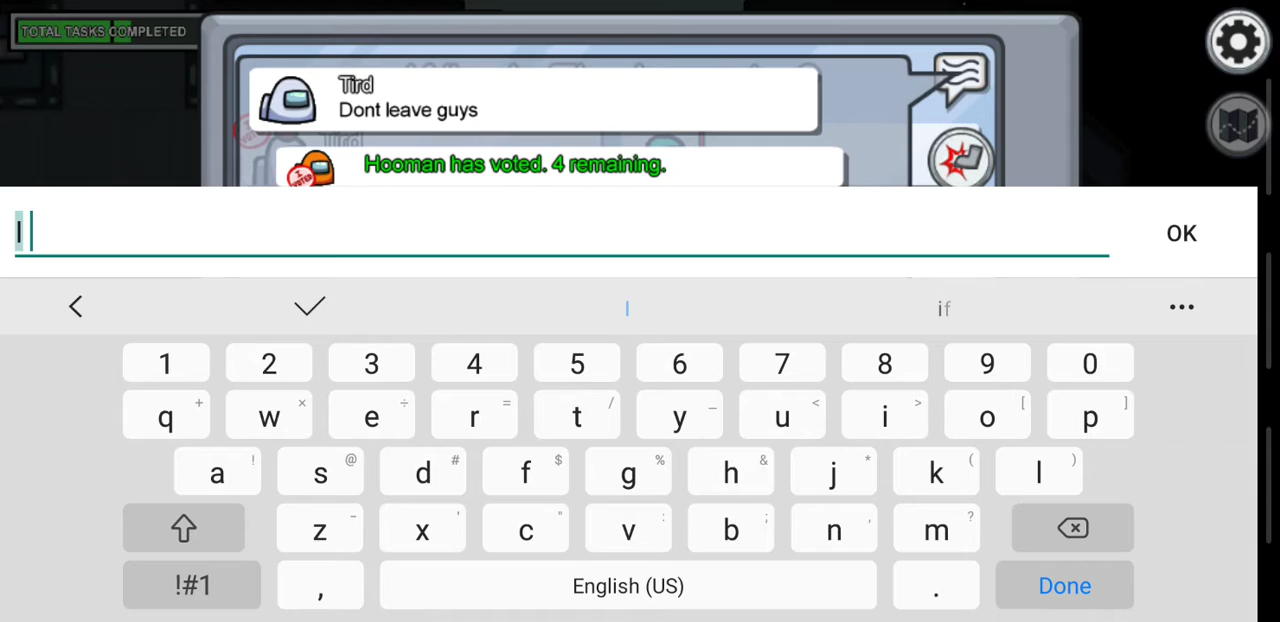 TOTAL TASKS COMPLETED
Tird
Dont leave guys
Hooman has voted. 4 remaining.
I VOTED
I
OK
I
if
1 2 3 4 5 6 7 8 9 0
q + w × e ÷ r = t / y _ u < i > o [ p ]
a ! s @ d # f $ g % h & j * k ( l )
z - x ' c " v : b ; n , m ?
!#1 , English (US) . Done